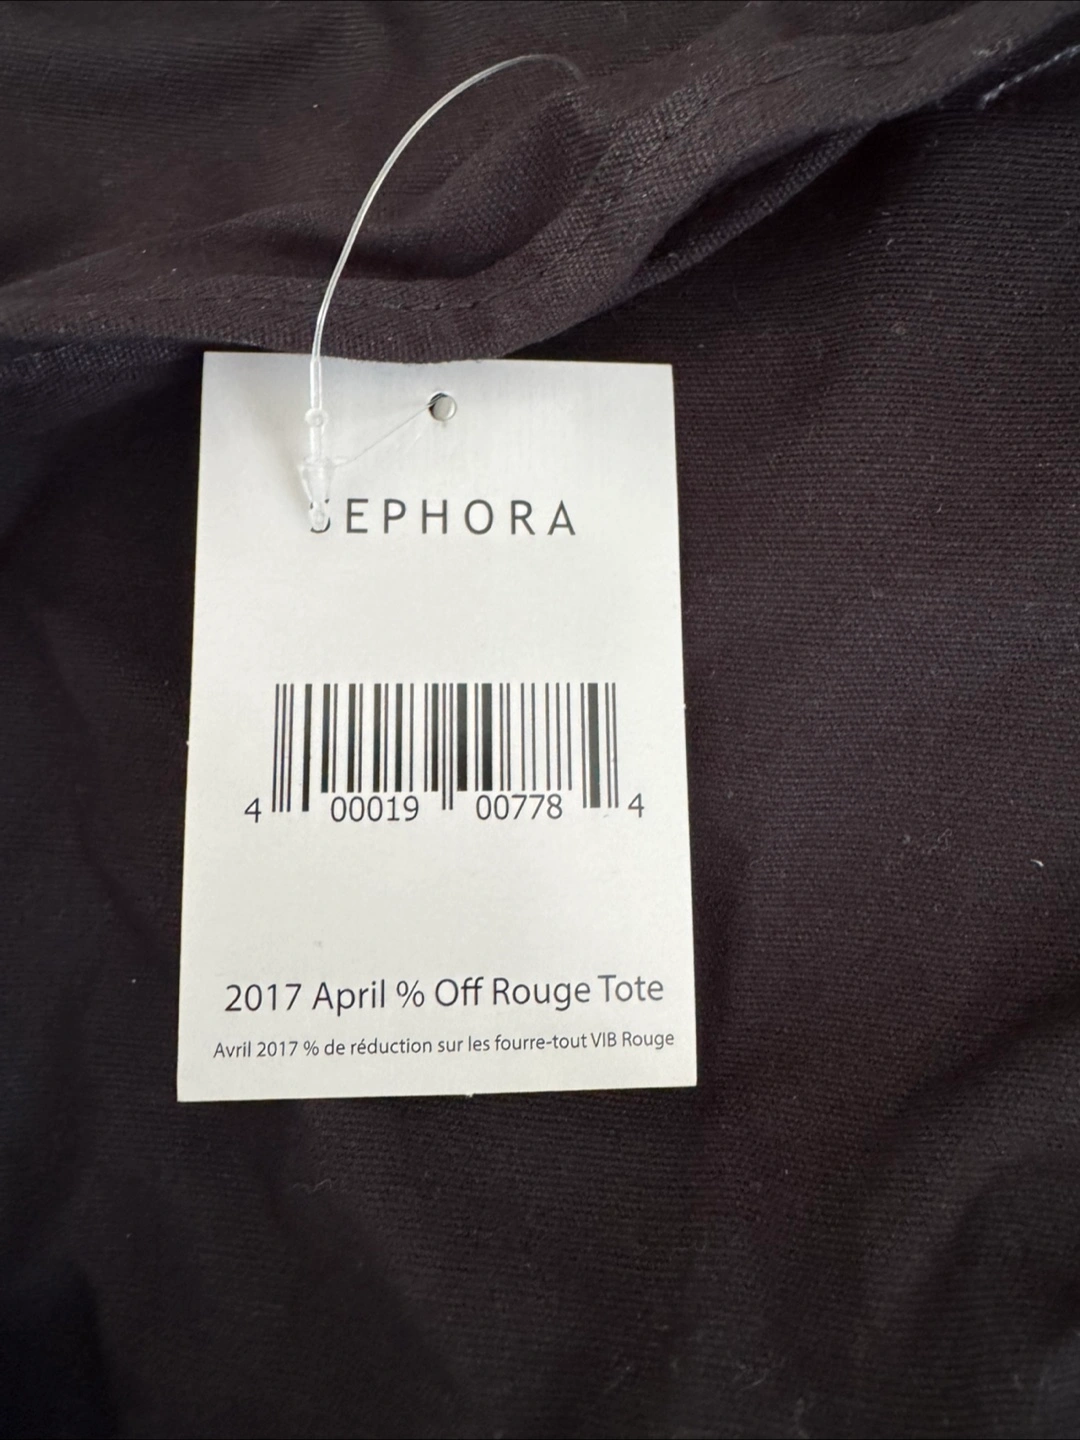 SEPHORA
4 00019 00778 4
2017 April % Off Rouge Tote
Avril 2017 % de réduction sur les fourre-tout VIB Rouge